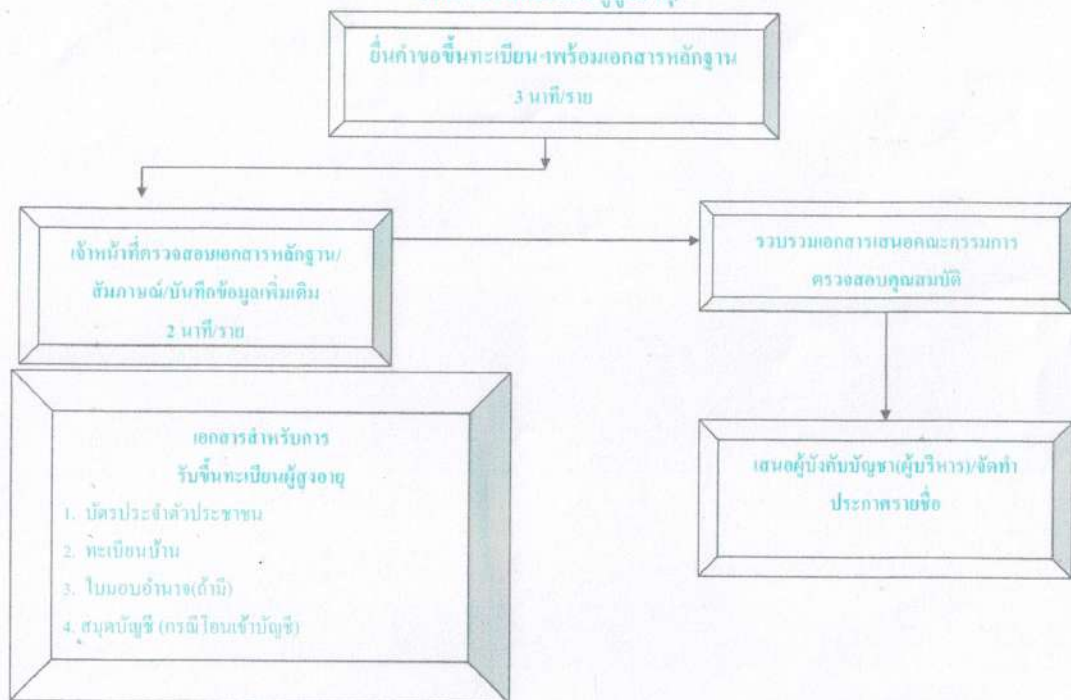 ยื่นคำขอขึ้นทะเบียน พร้อมเอกสารหลักฐาน
3 นาที/ราย
เจ้าหน้าที่ตรวจสอบเอกสารหลักฐาน/
สัมภาษณ์/บันทึกข้อมูลเพิ่มเติม
2 นาที/ราย
รวบรวมเอกสารเสนอคณะกรรมการ
ตรวจสอบคุณสมบัติ
เอกสารสำหรับการ
รับขึ้นทะเบียนผู้สูงอายุ
1. บัตรประจำตัวประชาชน
2. ทะเบียนบ้าน
3. ใบมอบอำนาจ(ถ้ามี)
4. สมุดบัญชี (กรณีโอนเข้าบัญชี)
เสนอผู้บังคับบัญชา(ผู้บริหาร)/จัดทำ
ประกาศรายชื่อ